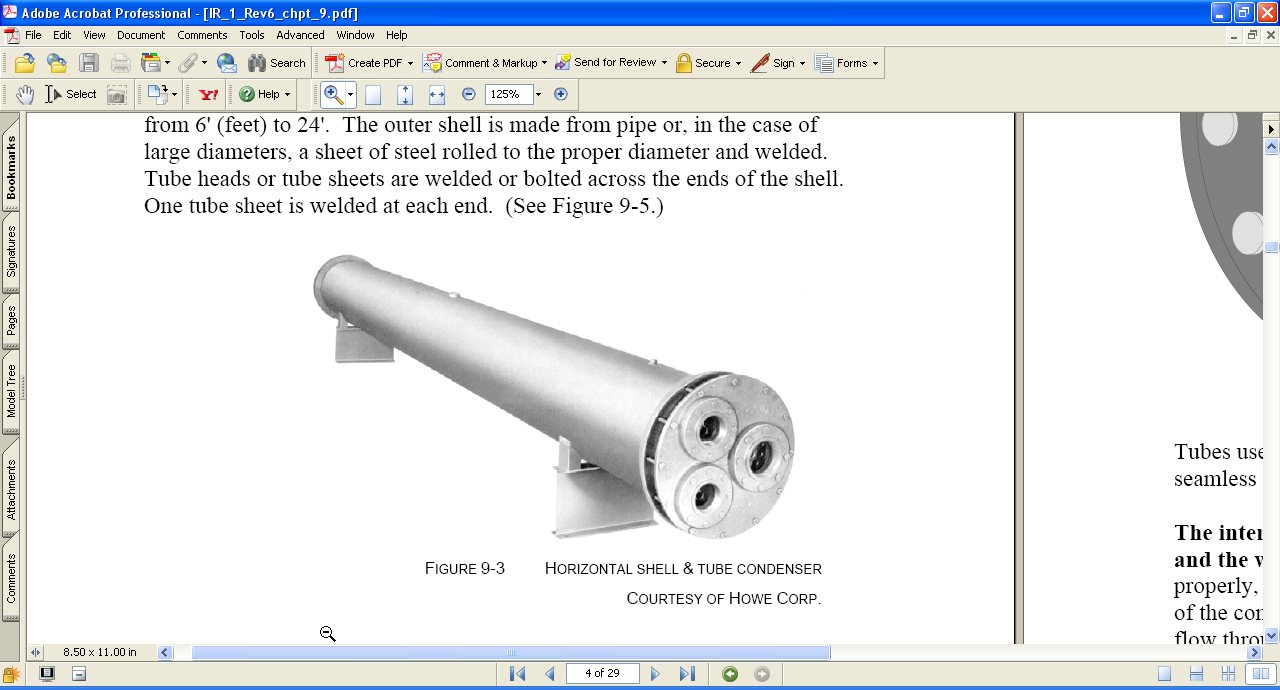 Adobe Acrobat Professional - [IR_1_Rev6_chpt_9.pdf]
File Edit View Document Comments Tools Advanced Window Help
Search Create PDF Comment & Markup Send for Review Secure Sign Forms
Select Y! Help 125%
Bookmarks
Signatures
Pages
Model Tree
Attachments
Comments
from 6' (feet) to 24'.  The outer shell is made from pipe or, in the case of
large diameters, a sheet of steel rolled to the proper diameter and welded.
Tube heads or tube sheets are welded or bolted across the ends of the shell.
One tube sheet is welded at each end.  (See Figure 9-5.)
FIGURE 9-3 HORIZONTAL SHELL & TUBE CONDENSER
COURTESY OF HOWE CORP.
Tubes use
seamless
The inter
and the w
properly,
of the con
flow throu
8.50 x 11.00 in
4 of 29